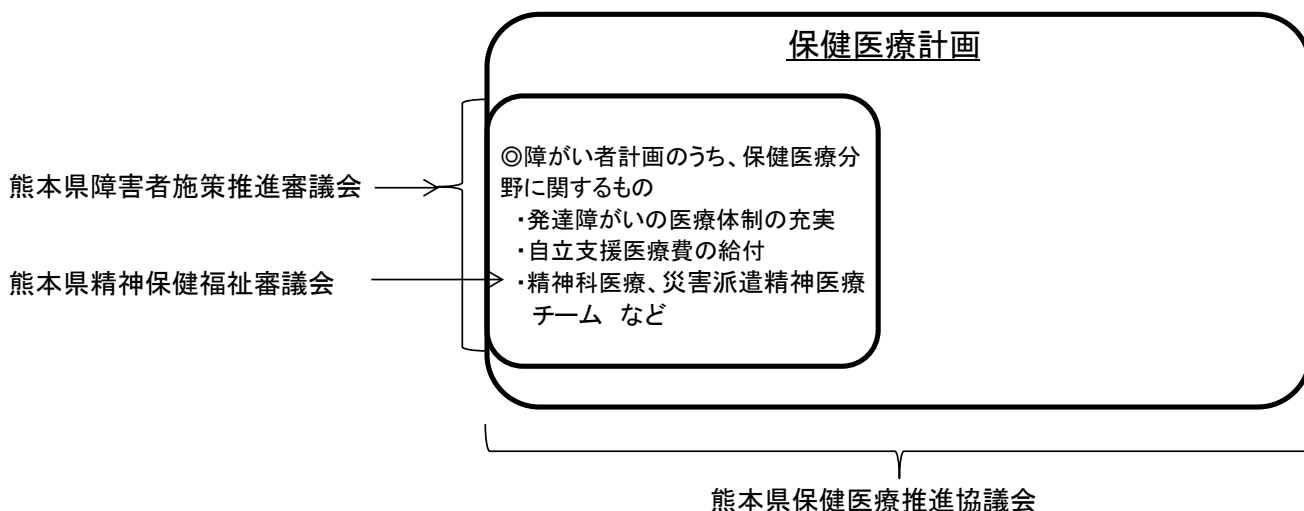 保健医療計画
◎障がい者計画のうち、保健医療分
野に関するもの
・発達障がいの医療体制の充実
・自立支援医療費の給付
・精神科医療、災害派遣精神医療
チーム　など
熊本県障害者施策推進審議会
熊本県精神保健福祉審議会
熊本県保健医療推進協議会